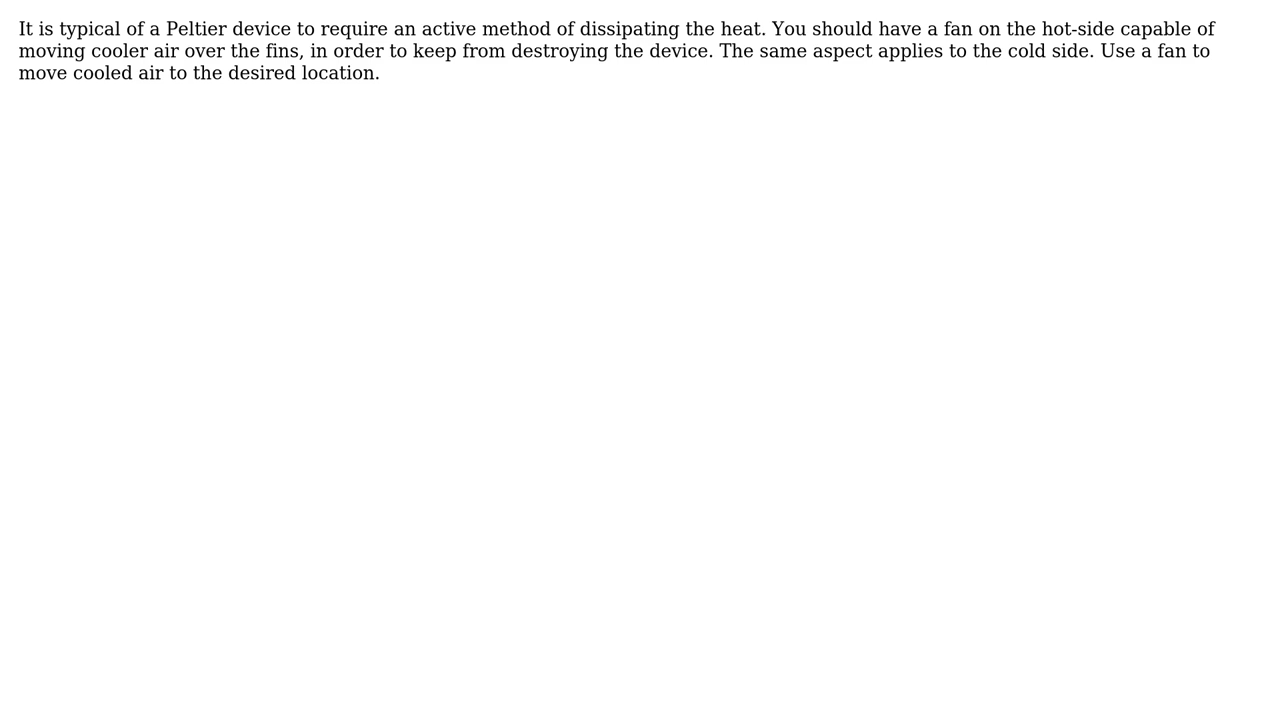 It is typical of a Peltier device to require an active method of dissipating the heat. You should have a fan on the hot-side capable of
moving cooler air over the fins, in order to keep from destroying the device. The same aspect applies to the cold side. Use a fan to
move cooled air to the desired location.